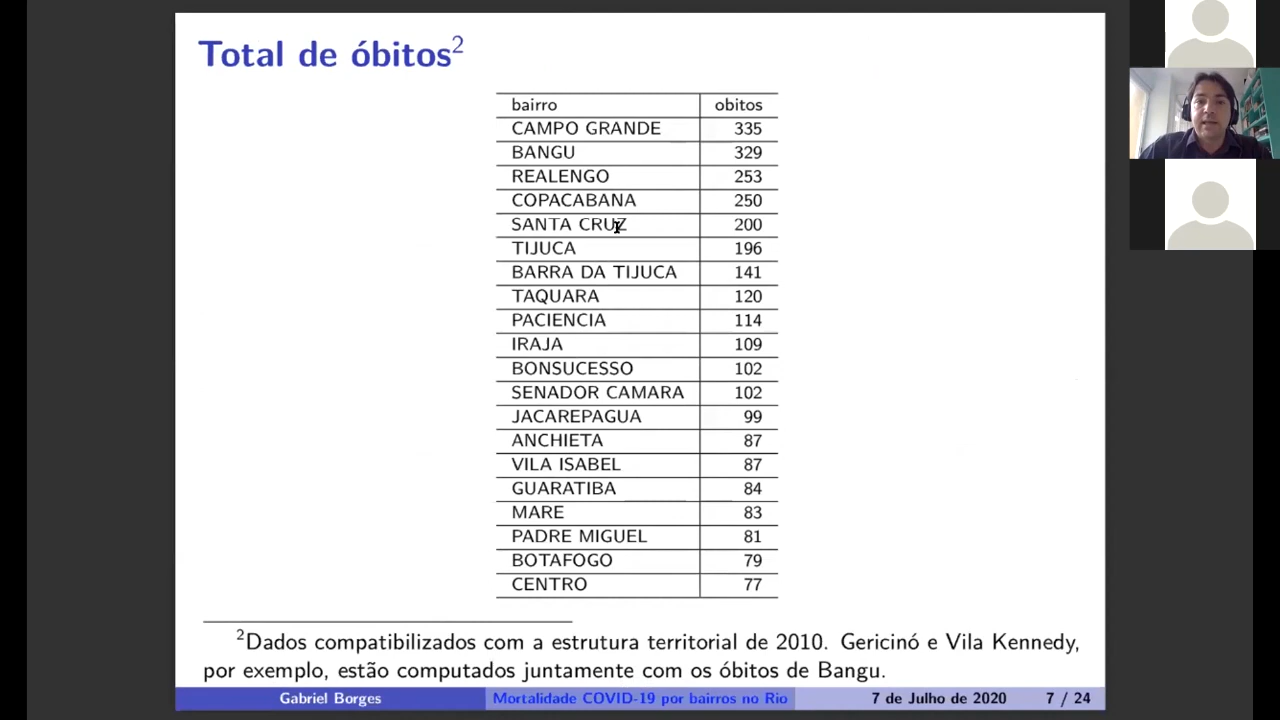 Total de óbitos2
bairro obitos
CAMPO GRANDE 335
BANGU 329
REALENGO 253
COPACABANA 250
SANTA CRUZ 200
TIJUCA 196
BARRA DA TIJUCA 141
TAQUARA 120
PACIENCIA 114
IRAJA 109
BONSUCESSO 102
SENADOR CAMARA 102
JACAREPAGUA 99
ANCHIETA 87
VILA ISABEL 87
GUARATIBA 84
MARE 83
PADRE MIGUEL 81
BOTAFOGO 79
CENTRO 77
2Dados compatibilizados com a estrutura territorial de 2010. Gericinó e Vila Kennedy,
por exemplo, estão computados juntamente com os óbitos de Bangu.
Gabriel Borges Mortalidade COVID-19 por bairros no Rio 7 de Julho de 2020 7 / 24